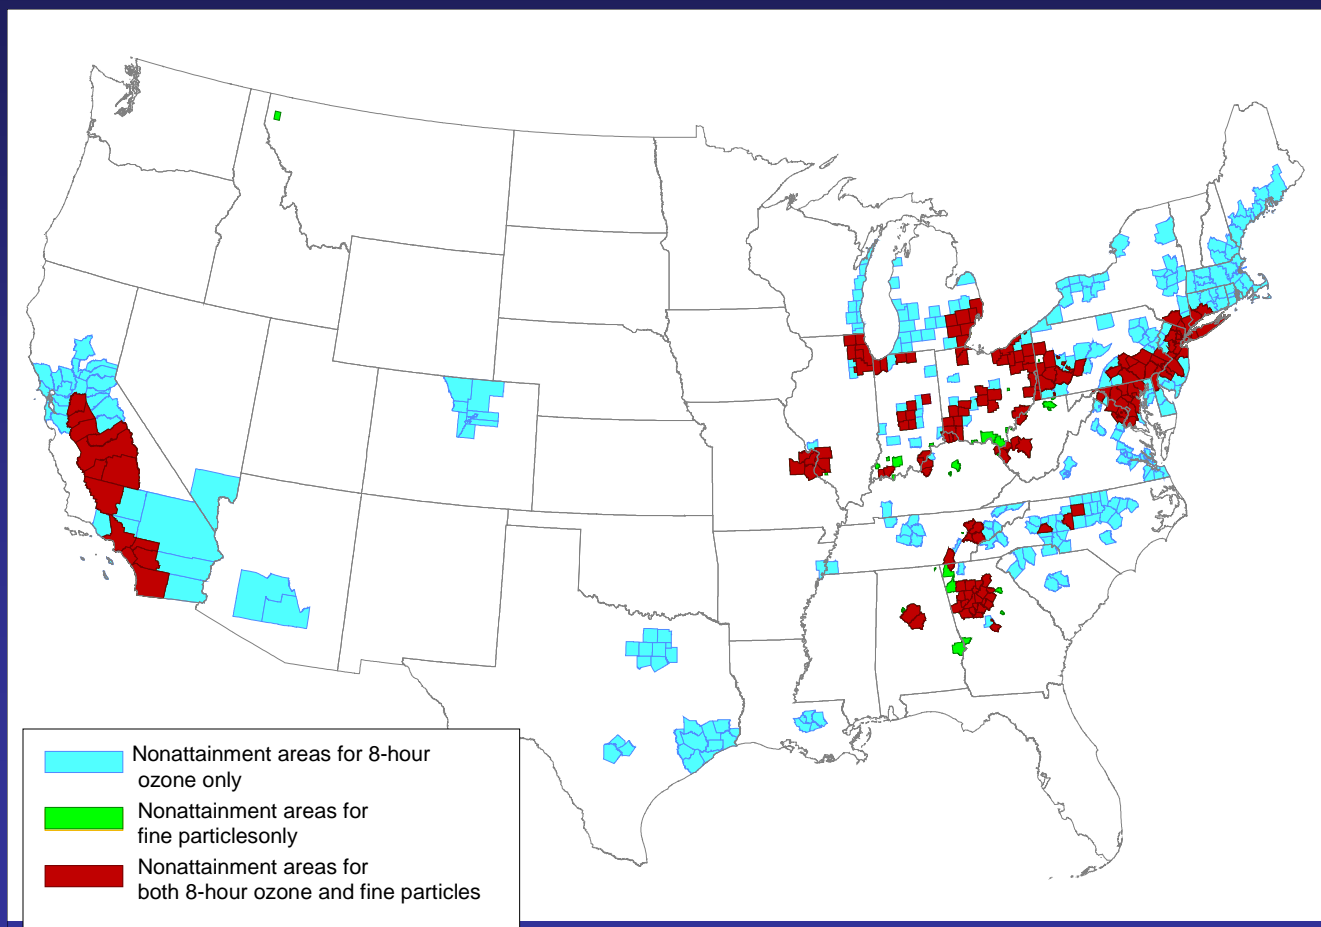 Nonattainment areas for 8-hour
ozone only
Nonattainment areas for
fine particlesonly
Nonattainment areas for
both 8-hour ozone and fine particles